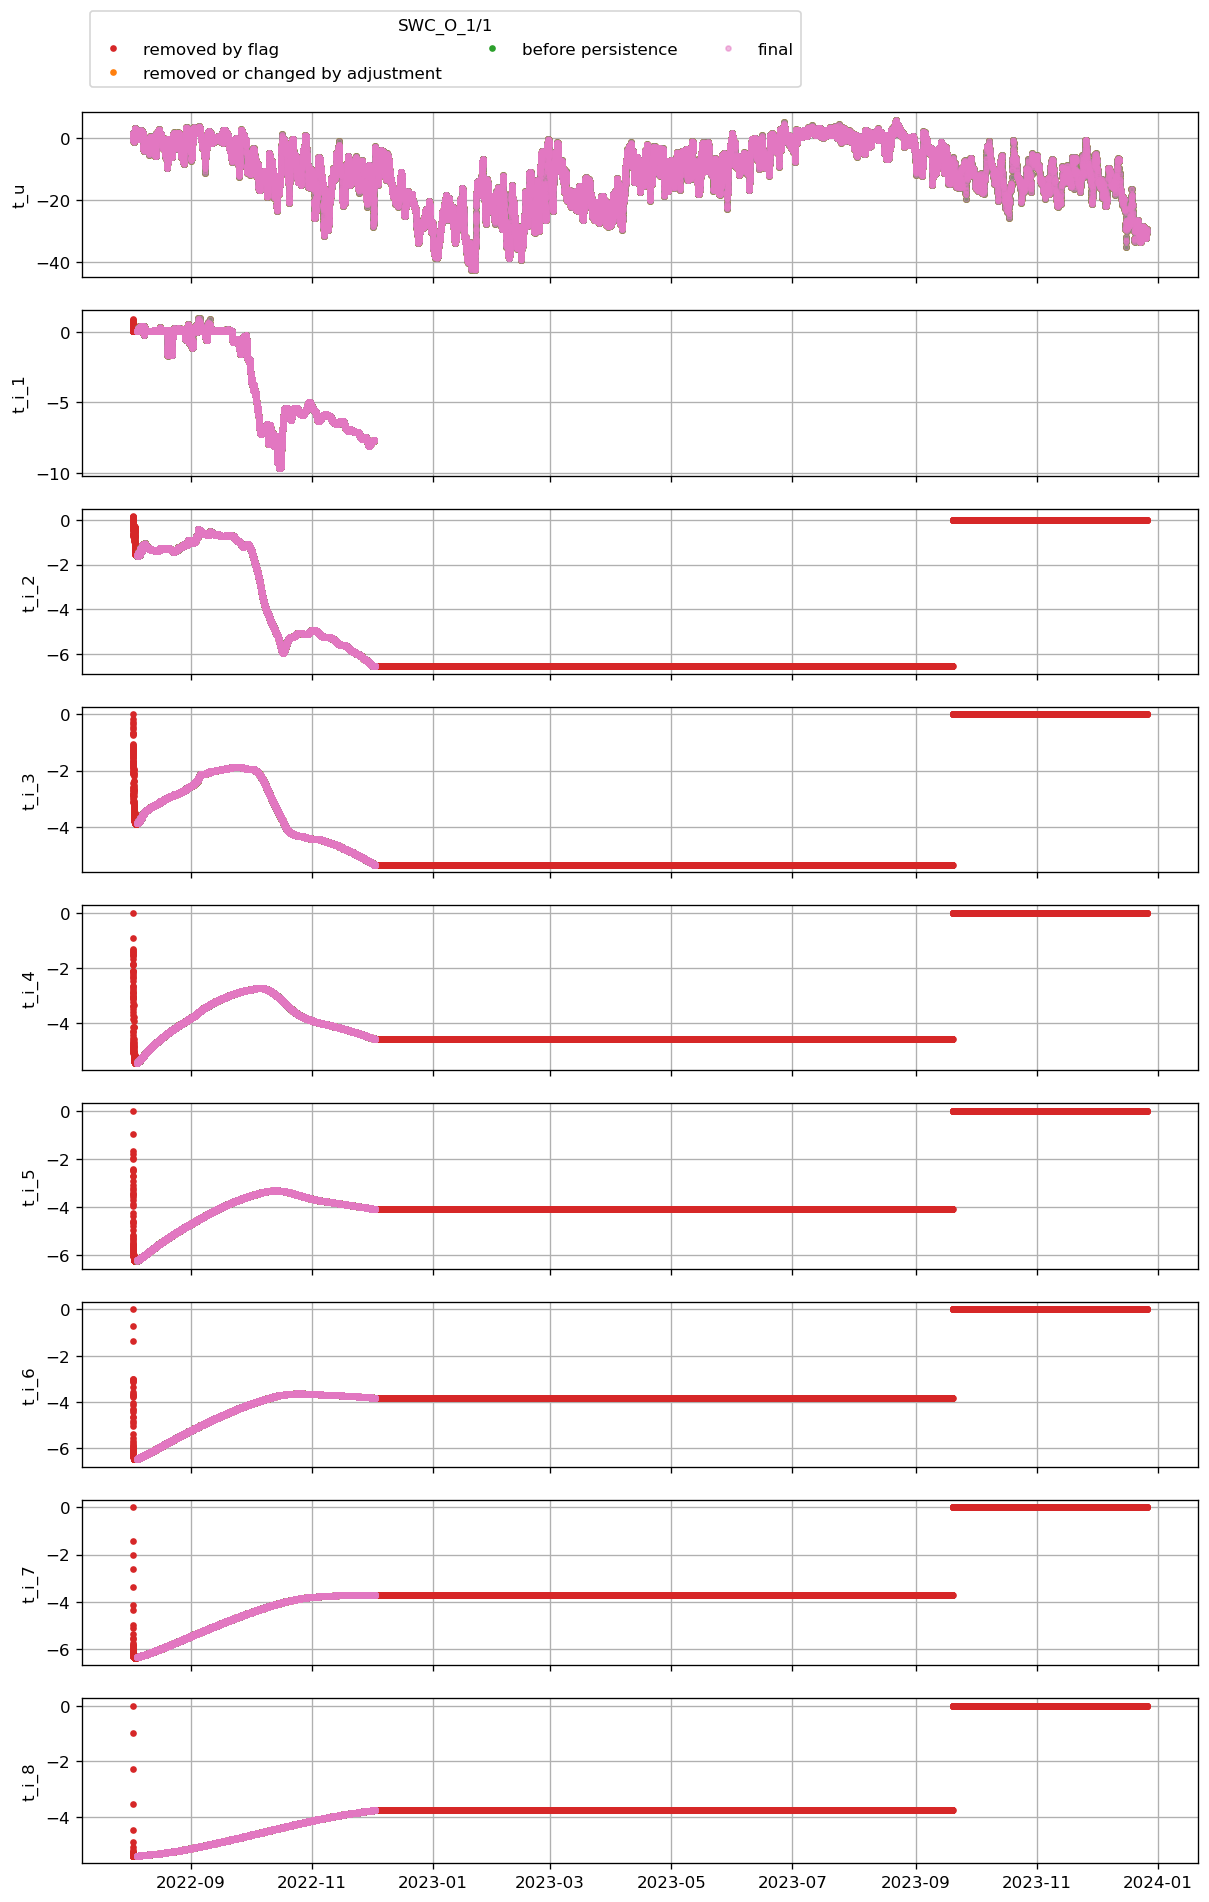 SWC_O_1/1
removed by flag
removed or changed by adjustment
before persistence
final
t_u
0
−20
−40
t_i_1
0
−5
−10
t_i_2
0
−2
−4
−6
t_i_3
0
−2
−4
t_i_4
0
−2
−4
t_i_5
0
−2
−4
−6
t_i_6
0
−2
−4
−6
t_i_7
0
−2
−4
−6
t_i_8
0
−2
−4
2022-09 2022-11 2023-01 2023-03 2023-05 2023-07 2023-09 2023-11 2024-01